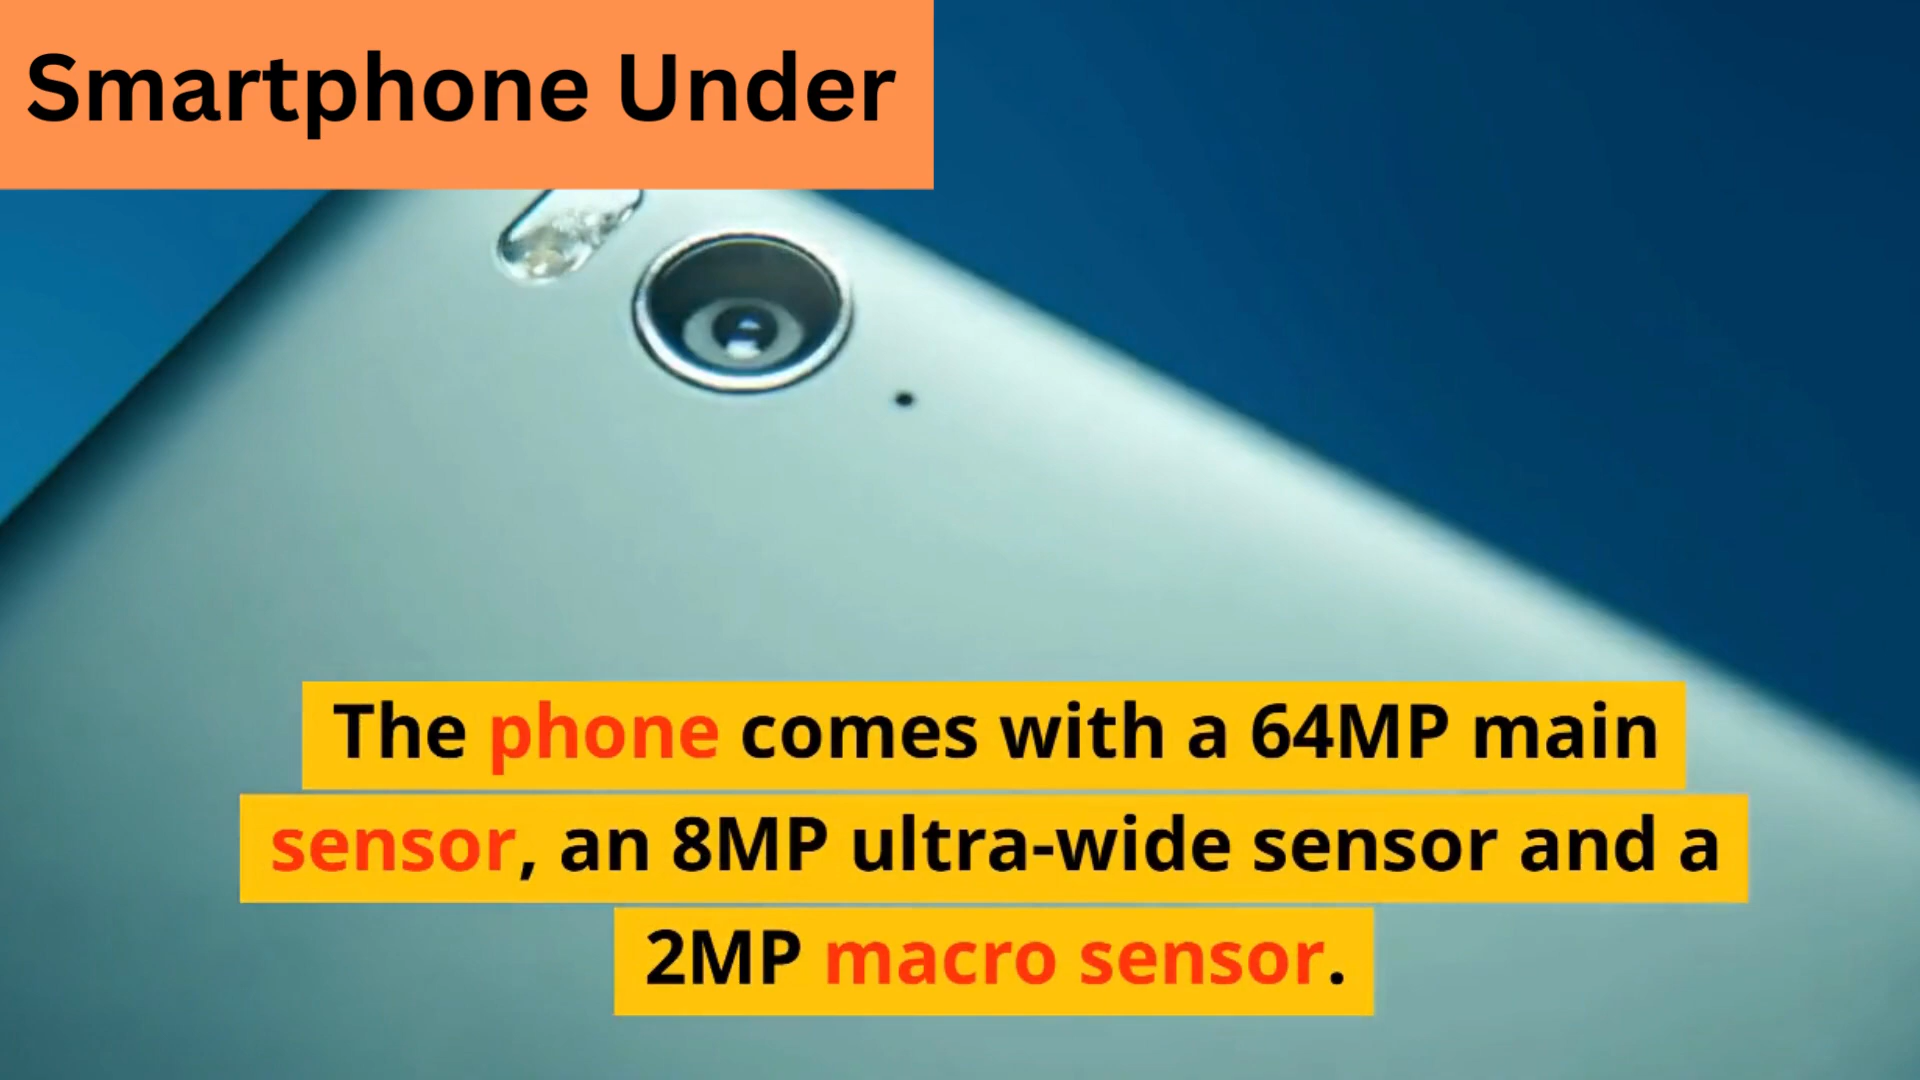 Smartphone Under
The phone comes with a 64MP main
sensor, an 8MP ultra-wide sensor and a
2MP macro sensor.